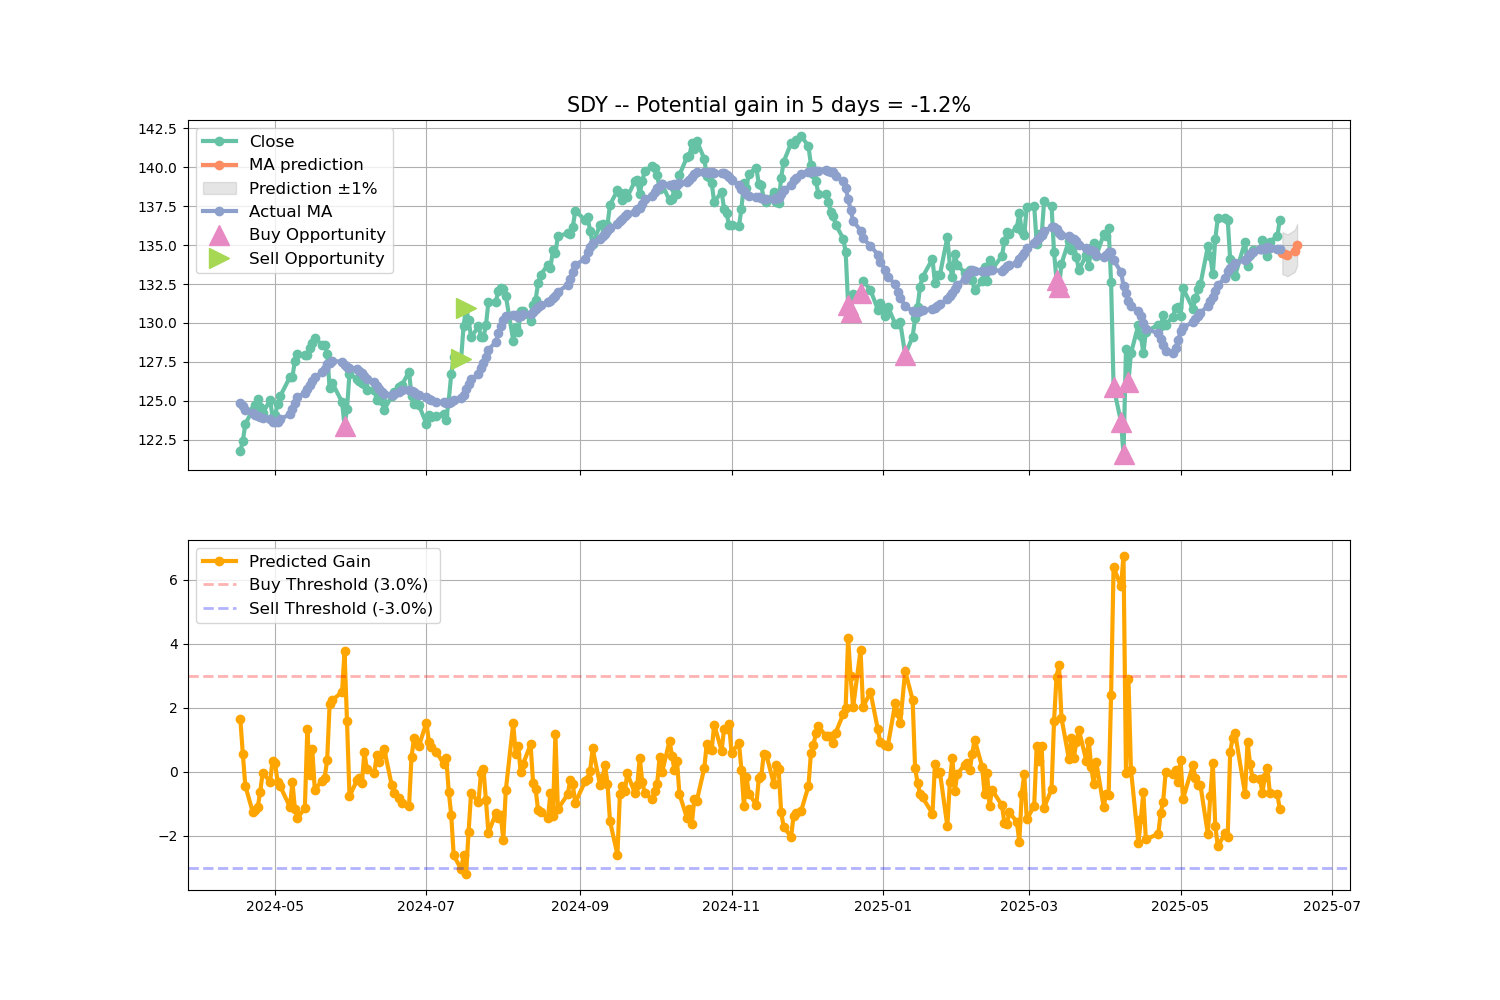 SDY -- Potential gain in 5 days = -1.2%
142.5
140.0
137.5
135.0
132.5
130.0
127.5
125.0
122.5
Close
MA prediction
Prediction ±1%
Actual MA
Buy Opportunity
Sell Opportunity
6
4
2
0
−2
Predicted Gain
Buy Threshold (3.0%)
Sell Threshold (-3.0%)
2024-05
2024-07
2024-09
2024-11
2025-01
2025-03
2025-05
2025-07